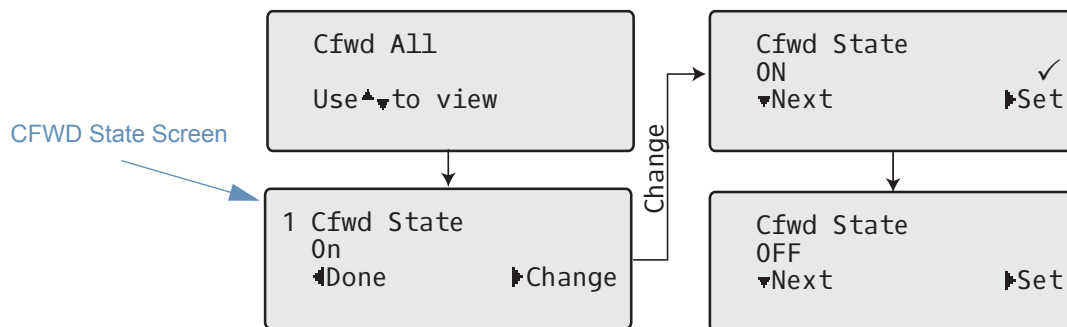 Cfwd All
Use▲▼to view
CFWD State Screen
1 Cfwd State
On
◀Done ▶Change
Change
Cfwd State
ON ✓
▼Next ▶Set
Cfwd State
OFF
▼Next ▶Set